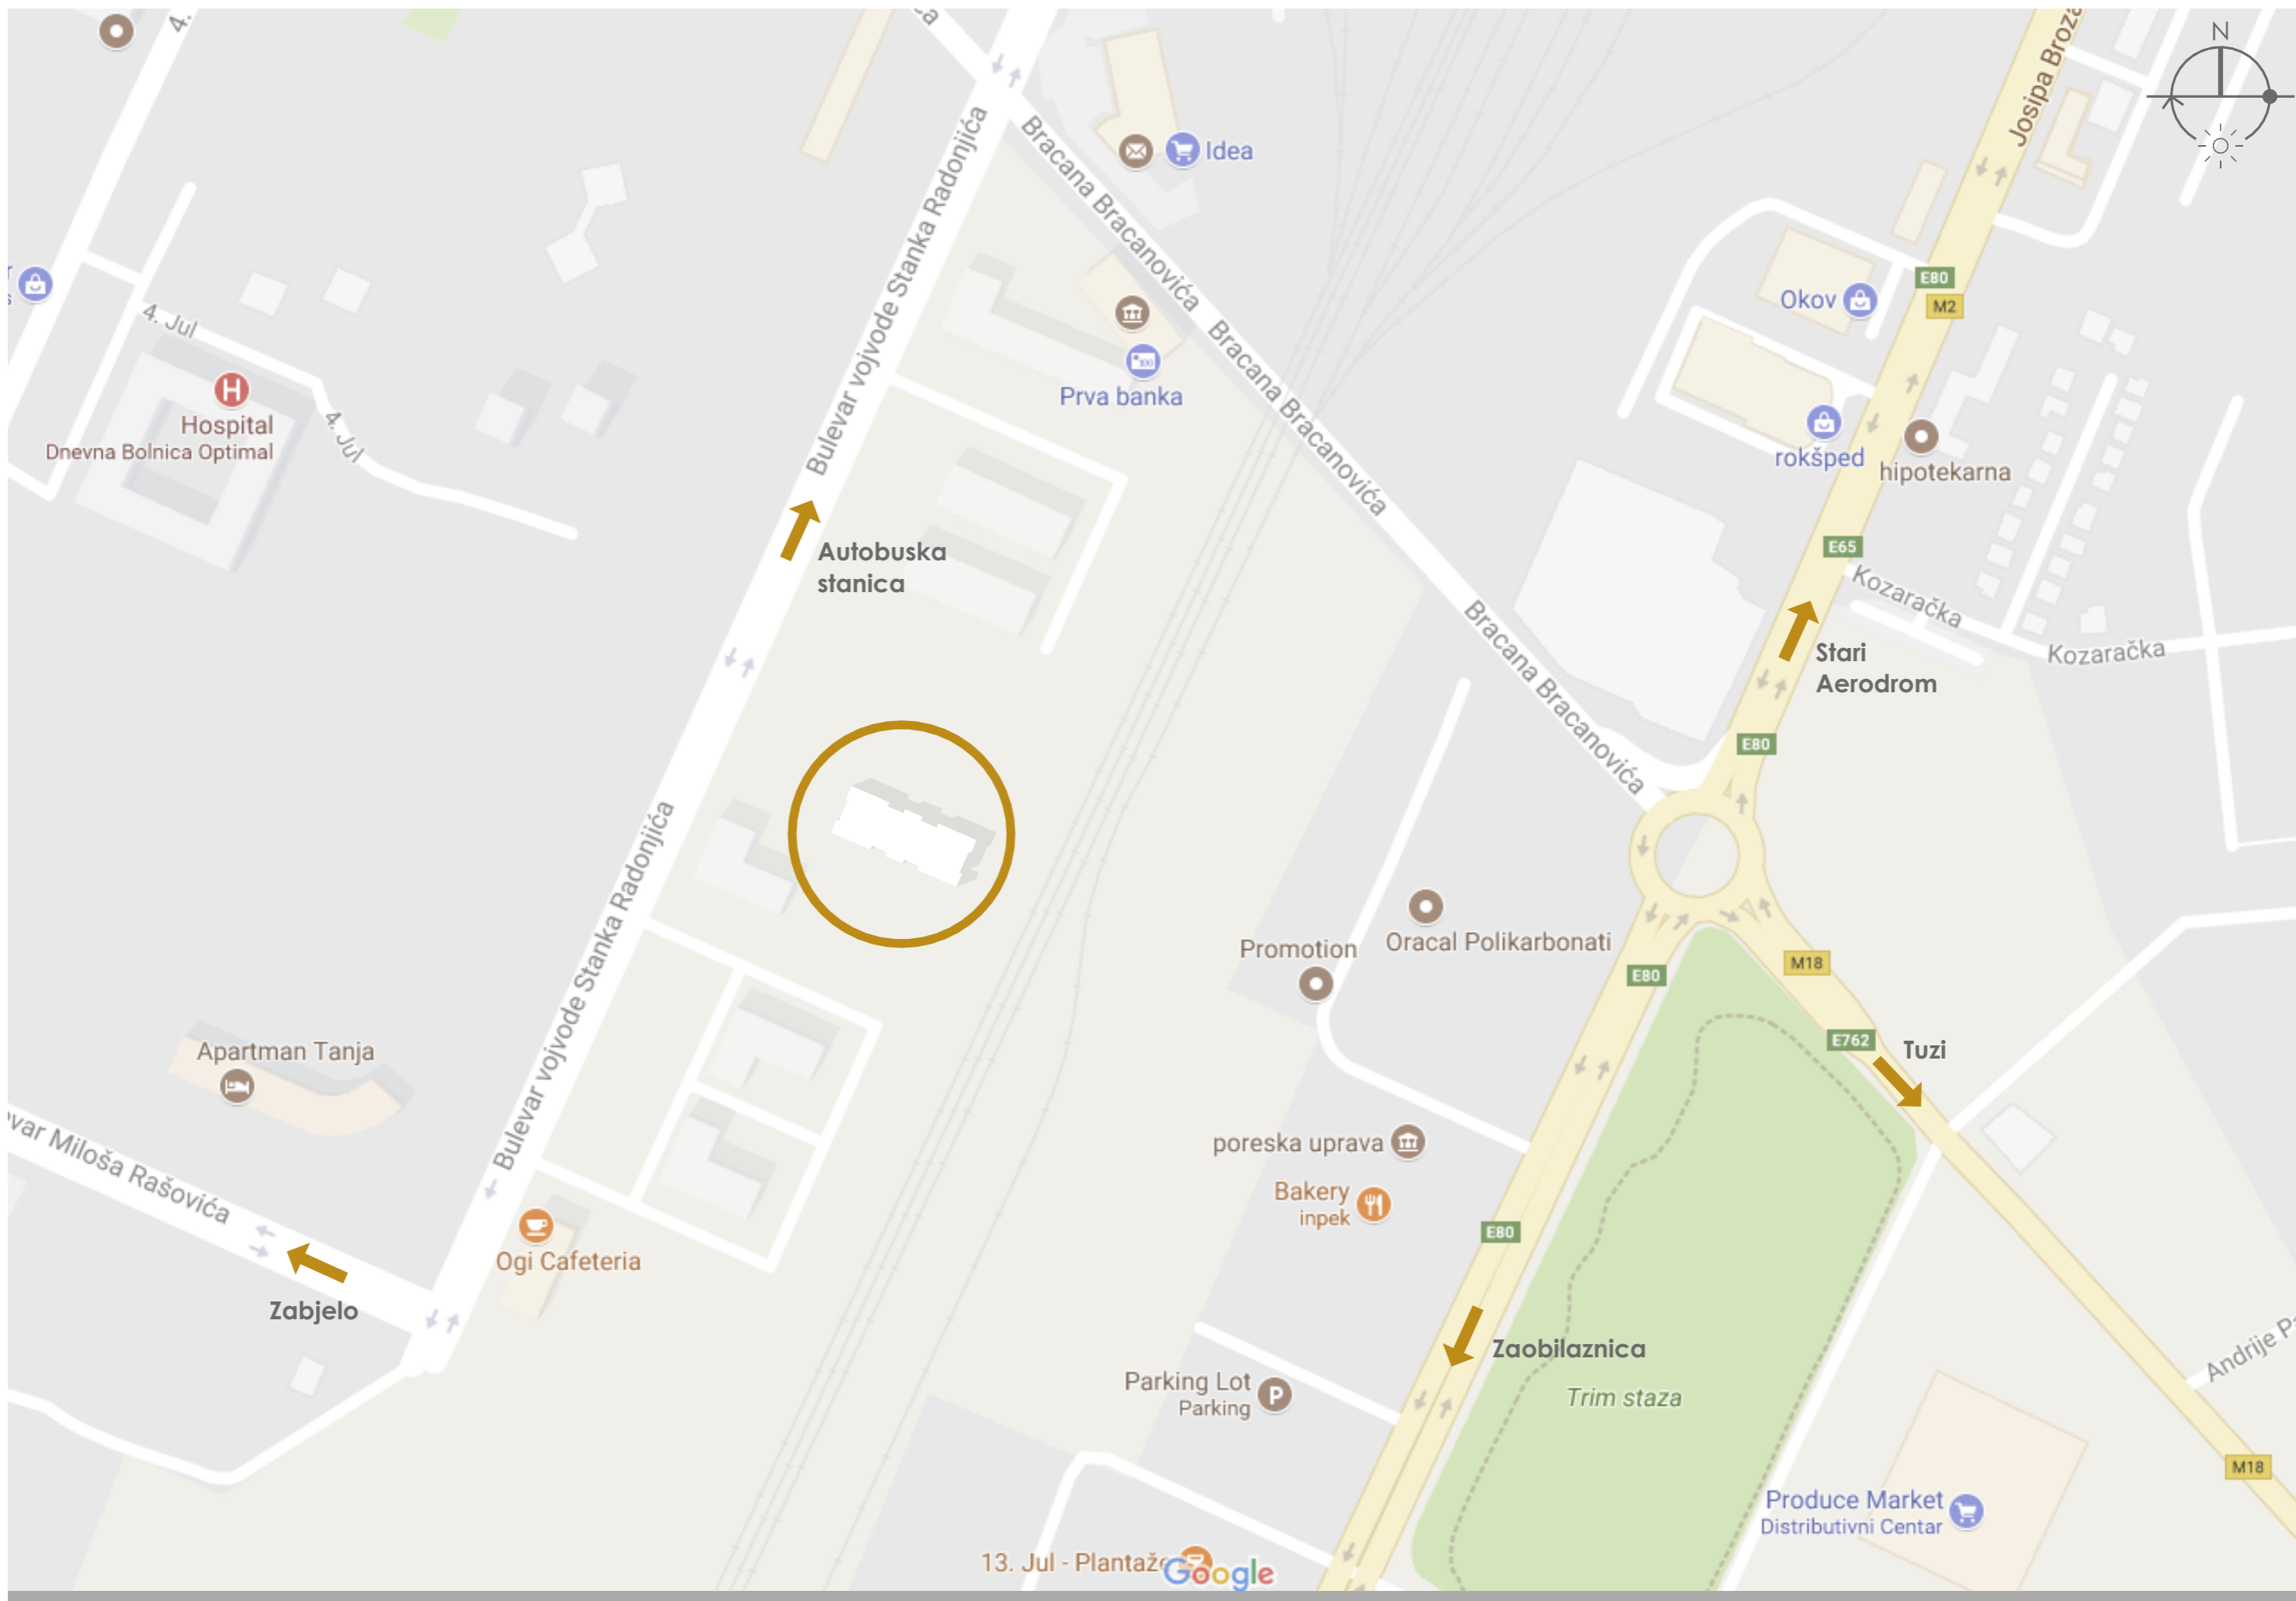 4.
N
Josipa Broza
Idea
Bulevar vojvode Stanka Radonjića
Bracana Bracanovića
Bracana Bracanovića
Okov
E80
M2
4. Jul
Prva banka
Hospital
Dnevna Bolnica Optimal
4. Jul
rokšped
hipotekarna
Autobuska
stanica
E65
Kozaračka
Bracana Bracanovića
Stari
Aerodrom
Kozaračka
E80
Bulevar vojvode Stanka Radonjića
Promotion
Oracal Polikarbonati
E80
M18
E762
Tuzi
Apartman Tanja
var Miloša Rašovića
poreska uprava
Bakery
inpek
E80
Ogi Cafeteria
Zabjelo
Zaobilaznica
Parking Lot
Parking
P
Trim staza
Andrije P
M18
Produce Market
Distributivni Centar
13. Jul - Plantaže
Google